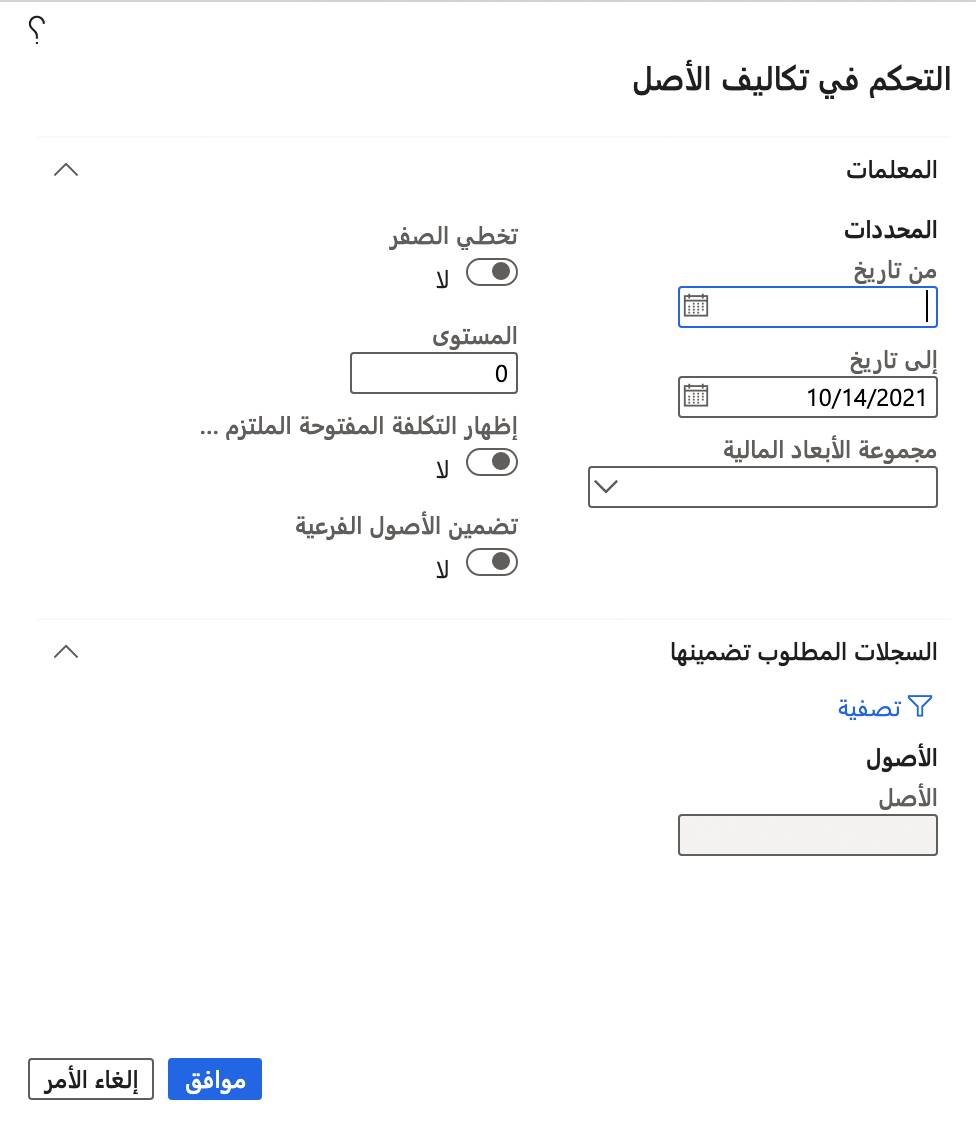 ؟
التحكم في تكاليف الأصل
المعلمات
المحددات
من تاريخ
إلى تاريخ
10/14/2021
مجموعة الأبعاد المالية
تخطي الصفر
لا
المستوى
0
إظهار التكلفة المفتوحة الملتزم ...
لا
تضمين الأصول الفرعية
لا
السجلات المطلوب تضمينها
تصفية
الأصول
الأصل
موافق
إلغاء الأمر